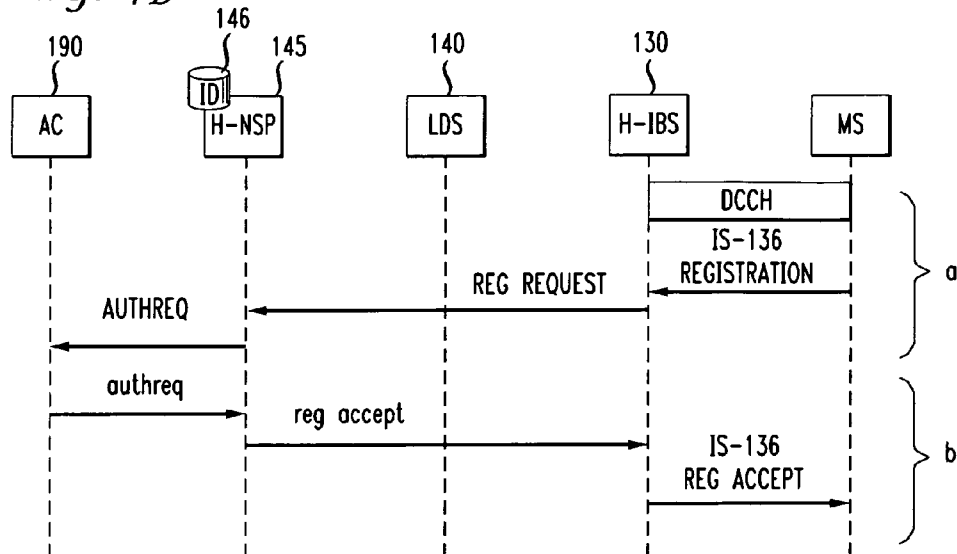 146
190
145
140
130
ID
AC
H-NSP
LDS
H-IBS
MS
DCCH
IS-136
REGISTRATION
a
REG REQUEST
AUTHREQ
authreq
reg accept
IS-136
REG ACCEPT
b